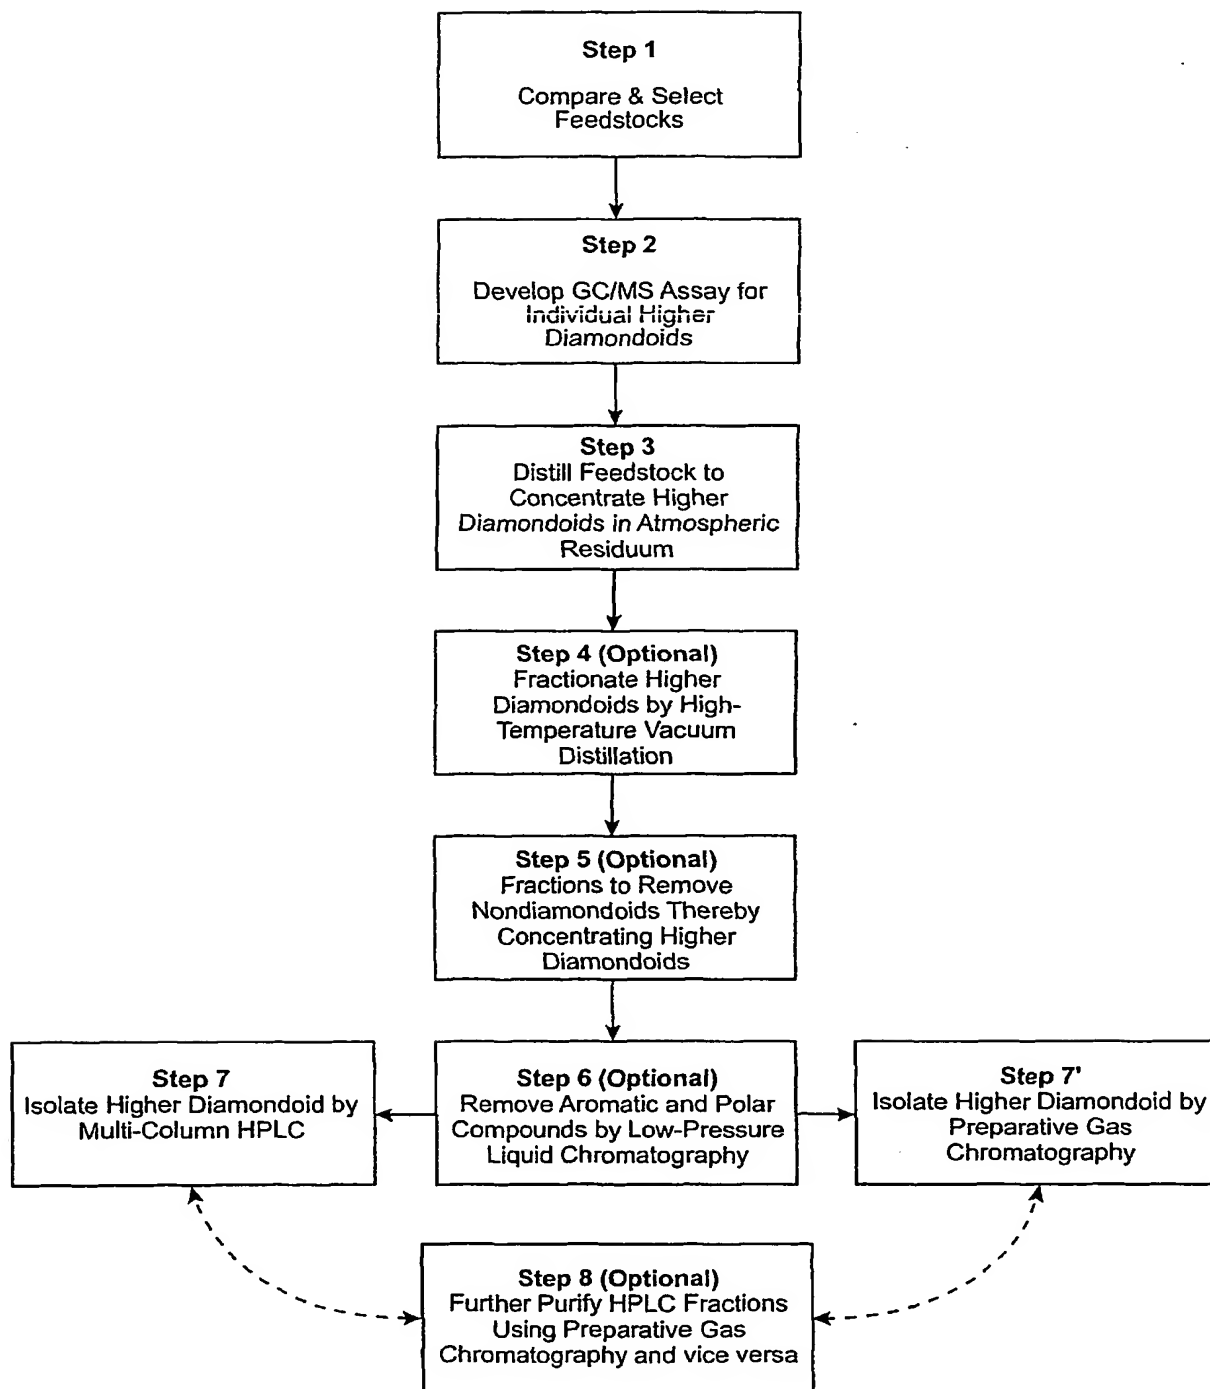 Step 1
Compare & Select
Feedstocks
Step 2
Develop GC/MS Assay for
Individual Higher
Diamondoids
Step 3
Distill Feedstock to
Concentrate Higher
Diamondoids in Atmospheric
Residuum
Step 4 (Optional)
Fractionate Higher
Diamondoids by High-
Temperature Vacuum
Distillation
Step 5 (Optional)
Fractions to Remove
Nondiamondoids Thereby
Concentrating Higher
Diamondoids
Step 7
Isolate Higher Diamondoid by
Multi-Column HPLC
Step 6 (Optional)
Remove Aromatic and Polar
Compounds by Low-Pressure
Liquid Chromatography
Step 7'
Isolate Higher Diamondoid by
Preparative Gas
Chromatography
Step 8 (Optional)
Further Purify HPLC Fractions
Using Preparative Gas
Chromatography and vice versa